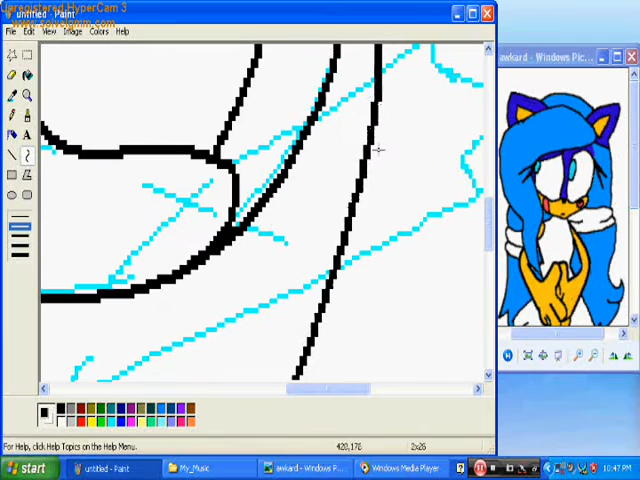 Unregistered HyperCam 3
www.solveigmm.com
untitled - Paint
File Edit View Image Colors Help
awkard - Windows Pic...
For Help, click Help Topics on the Help Menu.
420,176
2x26
start
untitled - Paint
My_Music
awkard - Windows P...
Windows Media Player
10:47 PM